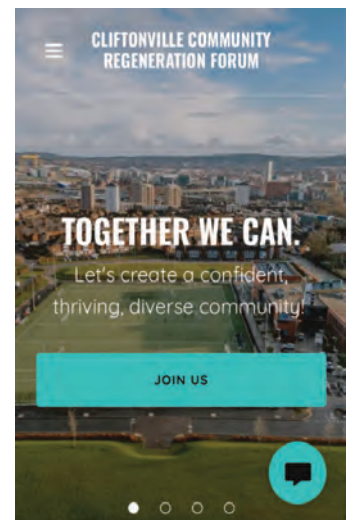 CLIFTONVILLE COMMUNITY
REGENERATION FORUM
TOGETHER WE CAN.
Let's create a confident,
thriving, diverse community!
JOIN US